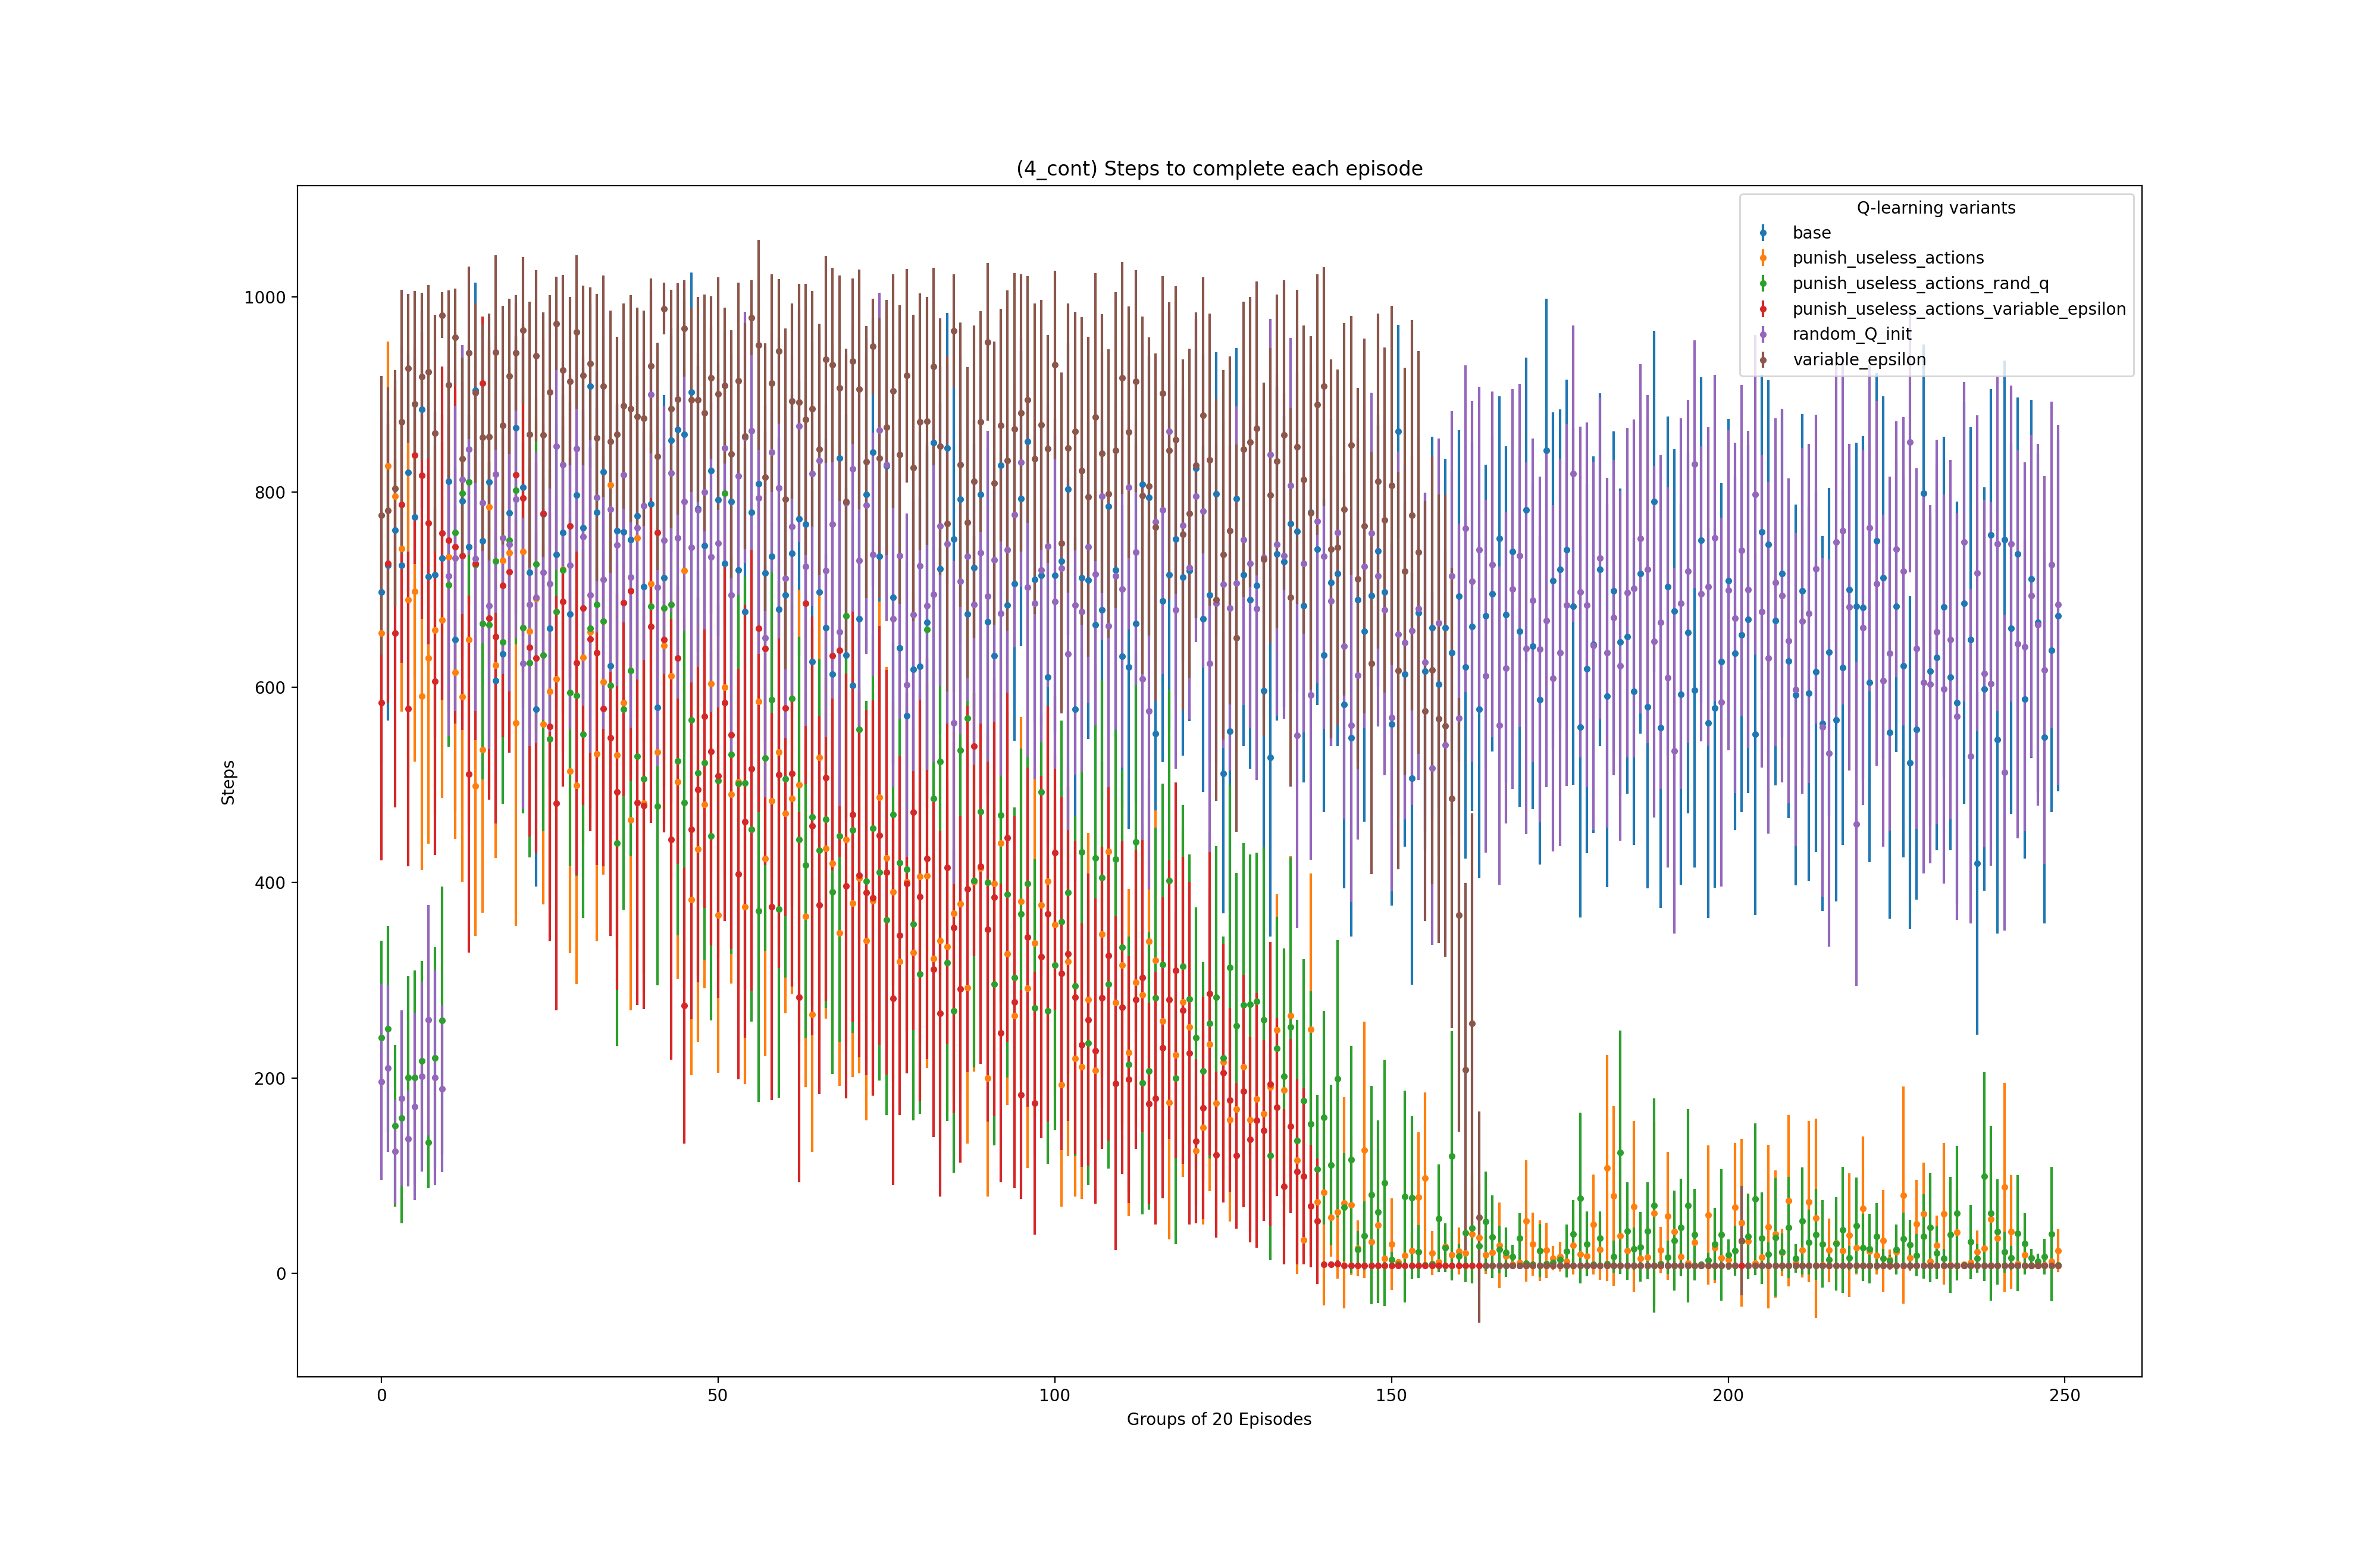 (4_cont) Steps to complete each episode
Q-learning variants
base
punish_useless_actions
punish_useless_actions_rand_q
punish_useless_actions_variable_epsilon
random_Q_init
variable_epsilon
1000
800
600
400
200
0
Steps
0 50 100 150 200 250
Groups of 20 Episodes